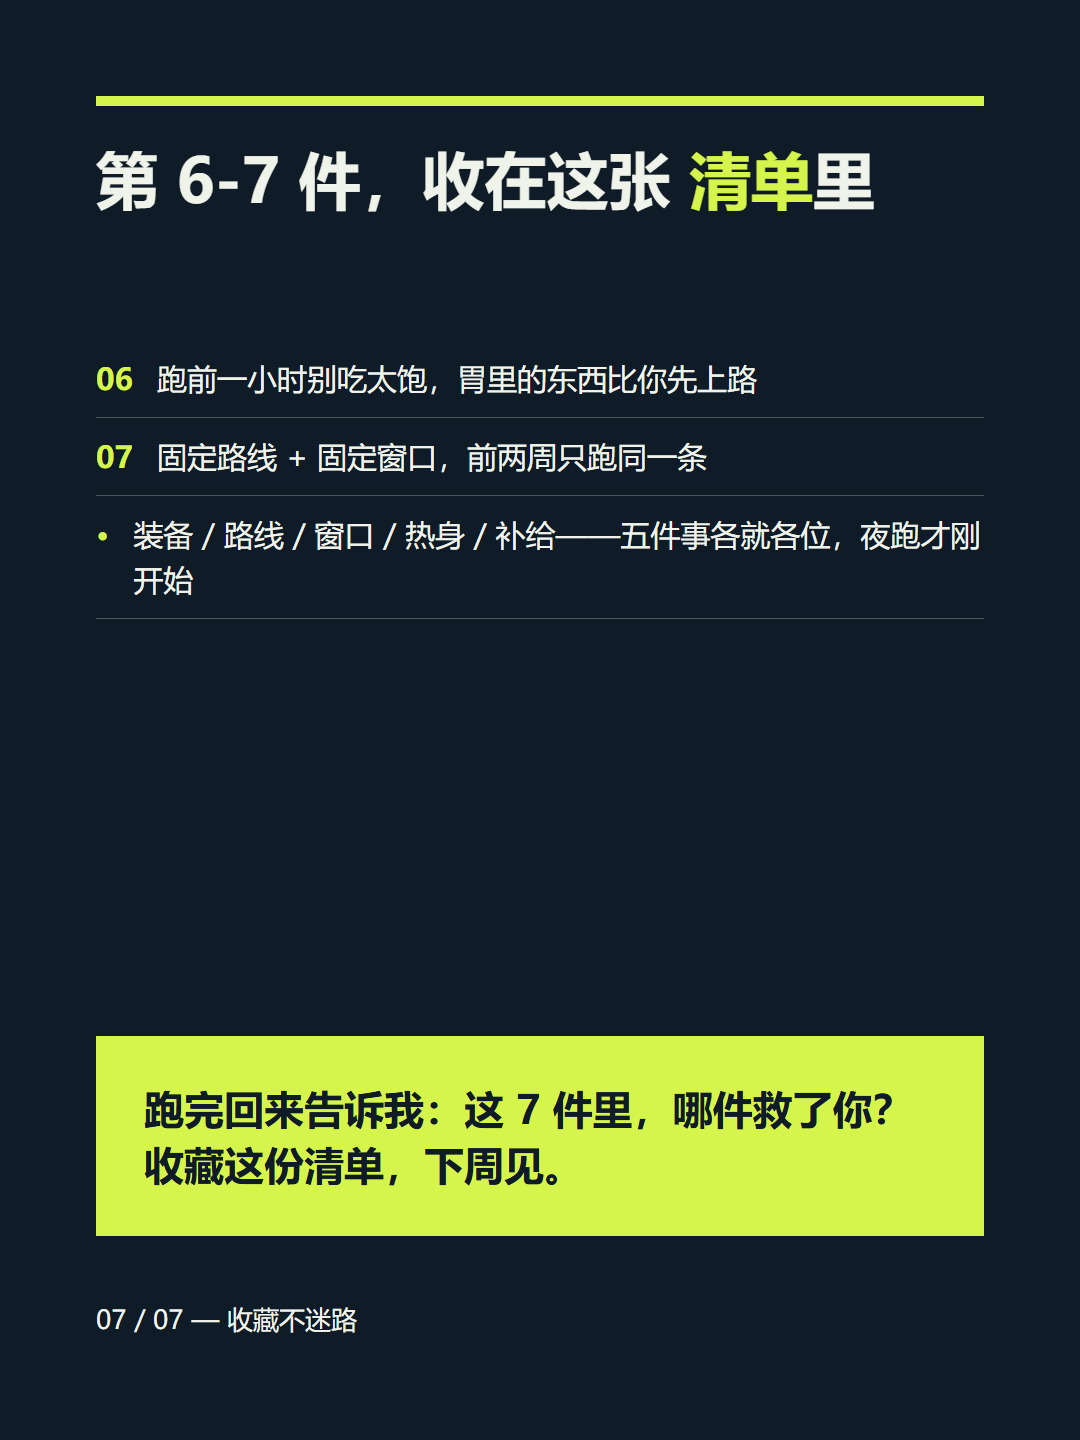 第 6-7 件，收在这张 清单里
06 跑前一小时别吃太饱，胃里的东西比你先上路
07 固定路线 + 固定窗口，前两周只跑同一条
• 装备 / 路线 / 窗口 / 热身 / 补给——五件事各就各位，夜跑才刚
开始
跑完回来告诉我：这 7 件里，哪件救了你？
收藏这份清单，下周见。
07 / 07 — 收藏不迷路